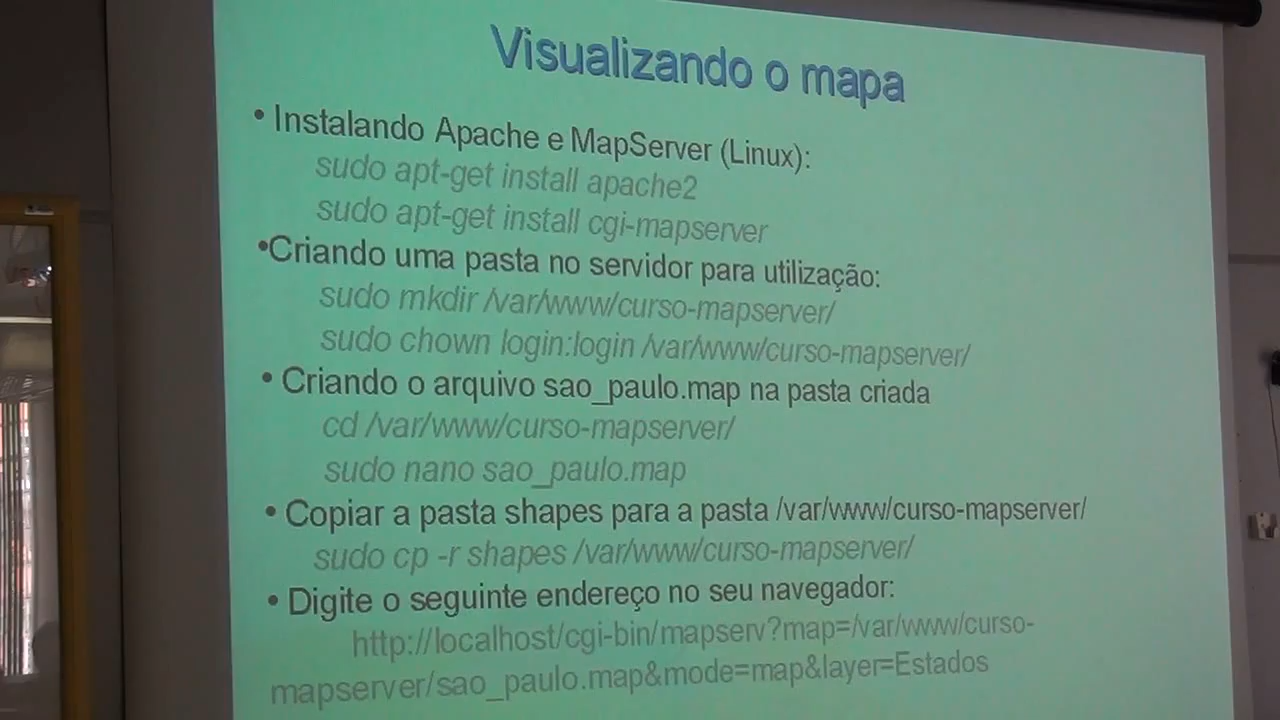 Visualizando o mapa
• Instalando Apache e MapServer (Linux):
sudo apt-get install apache2
sudo apt-get install cgi-mapserver
•Criando uma pasta no servidor para utilização:
sudo mkdir /var/www/curso-mapserver/
sudo chown login:login /var/www/curso-mapserver/
• Criando o arquivo sao_paulo.map na pasta criada
cd /var/www/curso-mapserver/
sudo nano sao_paulo.map
• Copiar a pasta shapes para a pasta /var/www/curso-mapserver/
sudo cp -r shapes /var/www/curso-mapserver/
• Digite o seguinte endereço no seu navegador:
http://localhost/cgi-bin/mapserv?map=/var/www/curso-
mapserver/sao_paulo.map&mode=map&layer=Estados